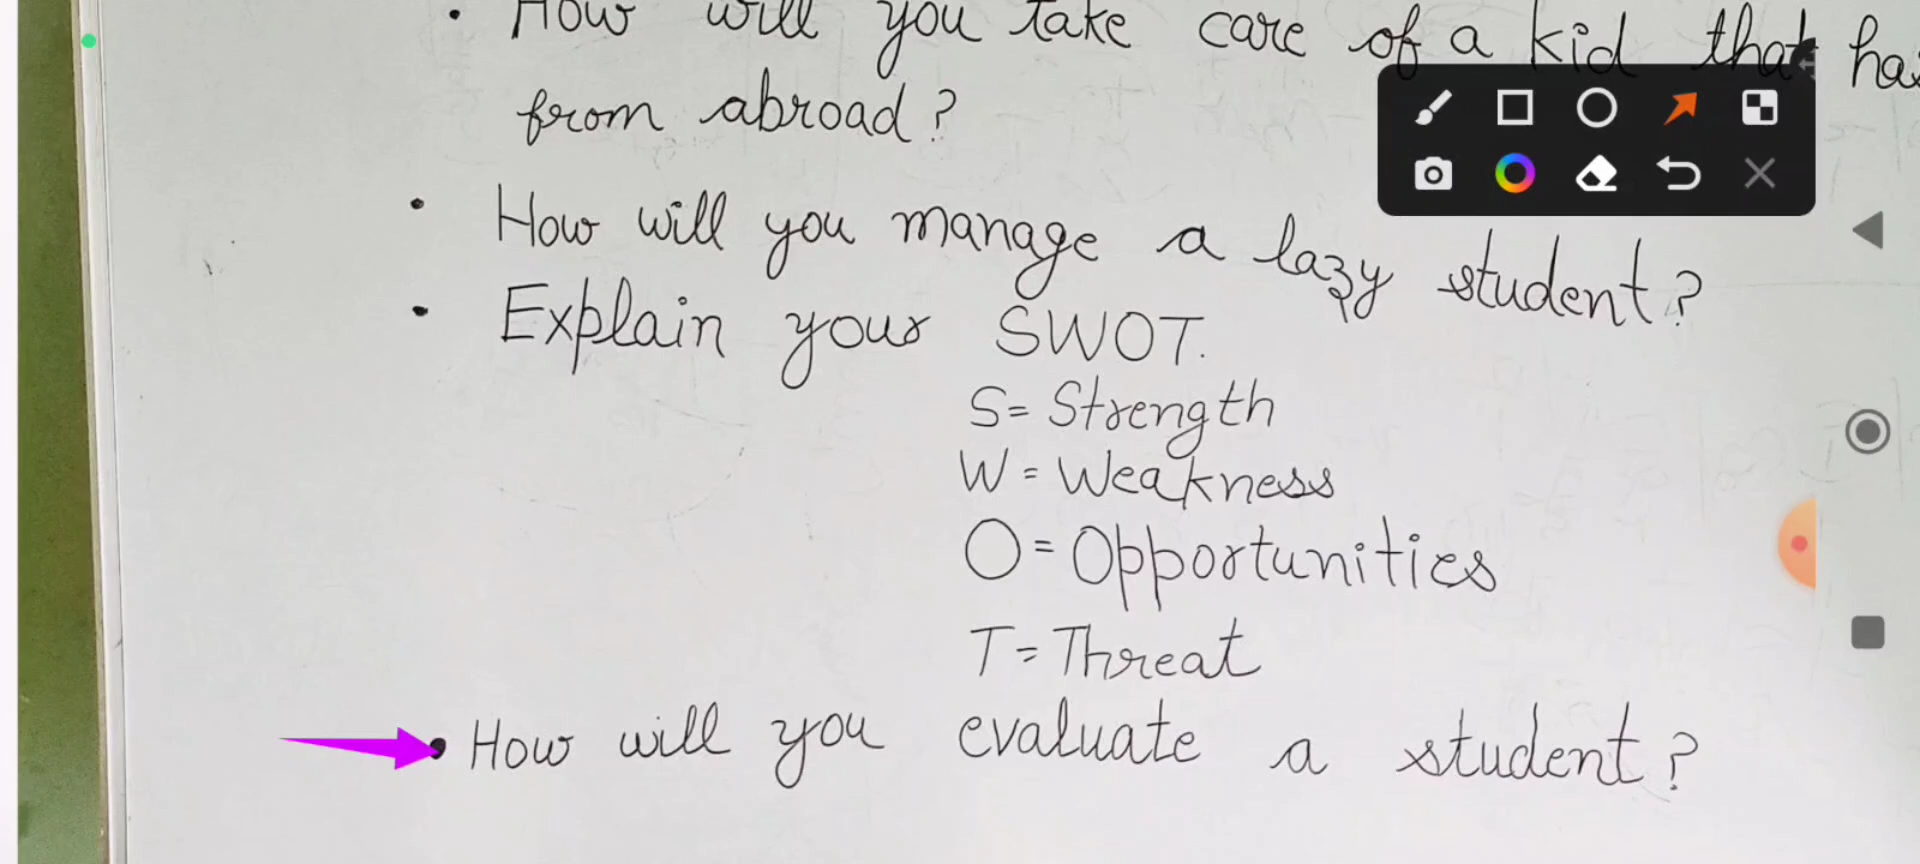 • How will you take care of a kid that has
from abroad?
• How will you manage a lazy student?
• Explain your SWOT.
S= Strength
W = Weakness
O = Opportunities
T = Threat
• How will you evaluate a student?